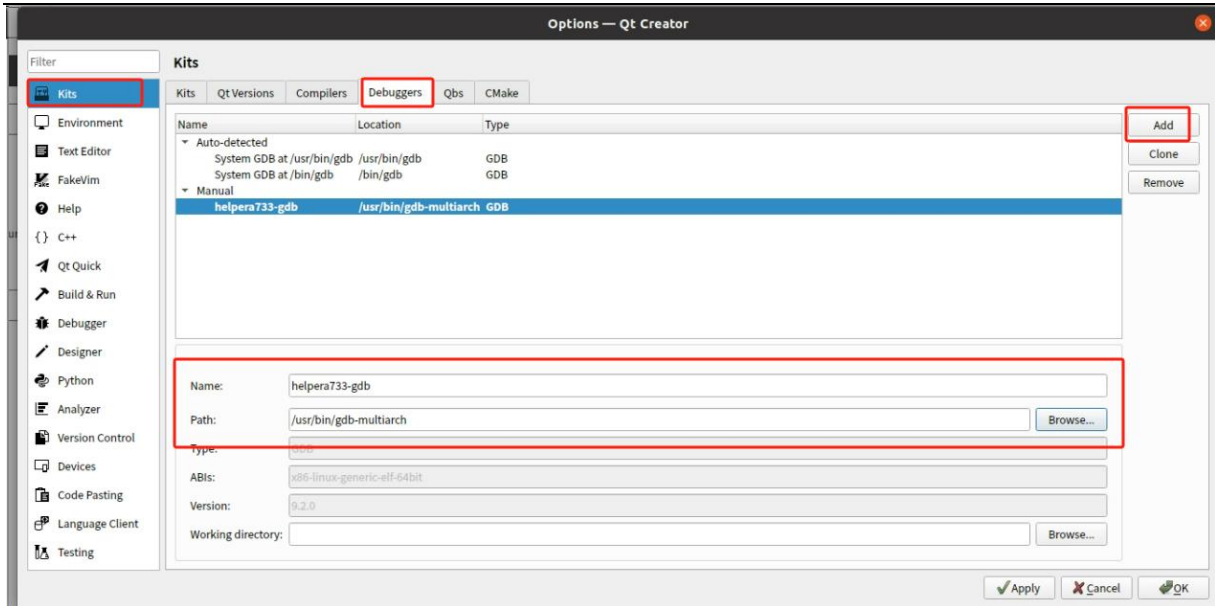 Options — Qt Creator
Filter
Kits
Environment
Text Editor
FakeVim
Help
{} C++
Qt Quick
Build & Run
Debugger
Designer
Python
Analyzer
Version Control
Devices
Code Pasting
Language Client
Testing
Kits
Kits Qt Versions Compilers Debuggers Qbs CMake
Name Location Type
Auto-detected
System GDB at /usr/bin/gdb /usr/bin/gdb GDB
System GDB at /bin/gdb /bin/gdb GDB
Manual
helpera733-gdb /usr/bin/gdb-multiarch GDB
Add
Clone
Remove
Name: helpera733-gdb
Path: /usr/bin/gdb-multiarch Browse...
Type: GDB
ABIs: x86-linux-generic-elf-64bit
Version: 9.2.0
Working directory: Browse...
Apply Cancel OK